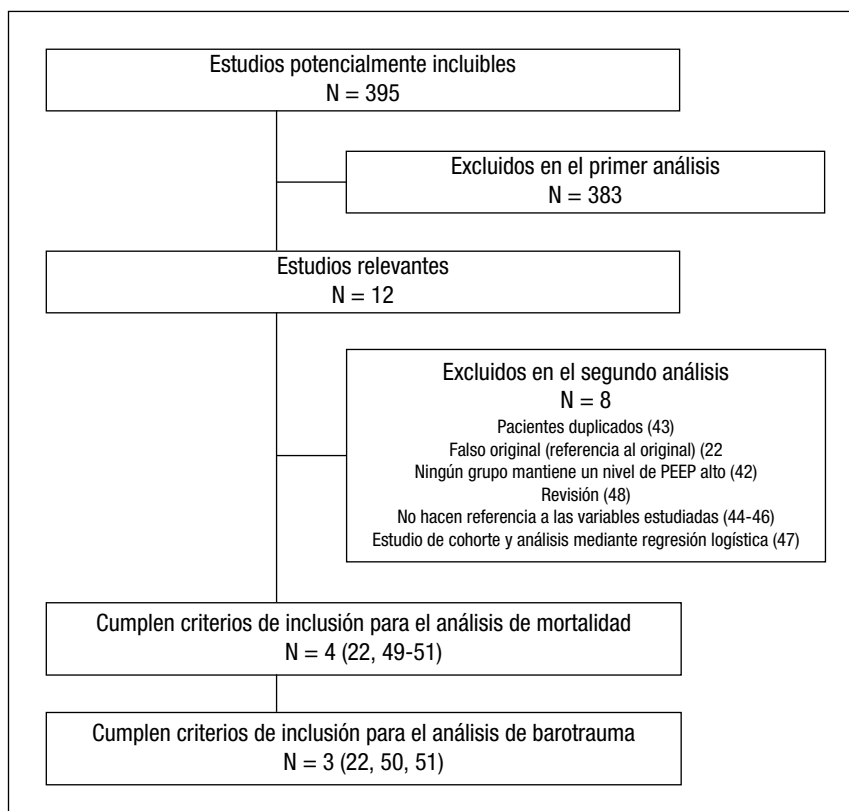 Estudios potencialmente incluibles
N = 395
Excluidos en el primer análisis
N = 383
Estudios relevantes
N = 12
Excluidos en el segundo análisis
N = 8
Pacientes duplicados (43)
Falso original (referencia al original) (22
Ningún grupo mantiene un nivel de PEEP alto (42)
Revisión (48)
No hacen referencia a las variables estudiadas (44-46)
Estudio de cohorte y análisis mediante regresión logística (47)
Cumplen criterios de inclusión para el análisis de mortalidad
N = 4 (22, 49-51)
Cumplen criterios de inclusión para el análisis de barotrauma
N = 3 (22, 50, 51)